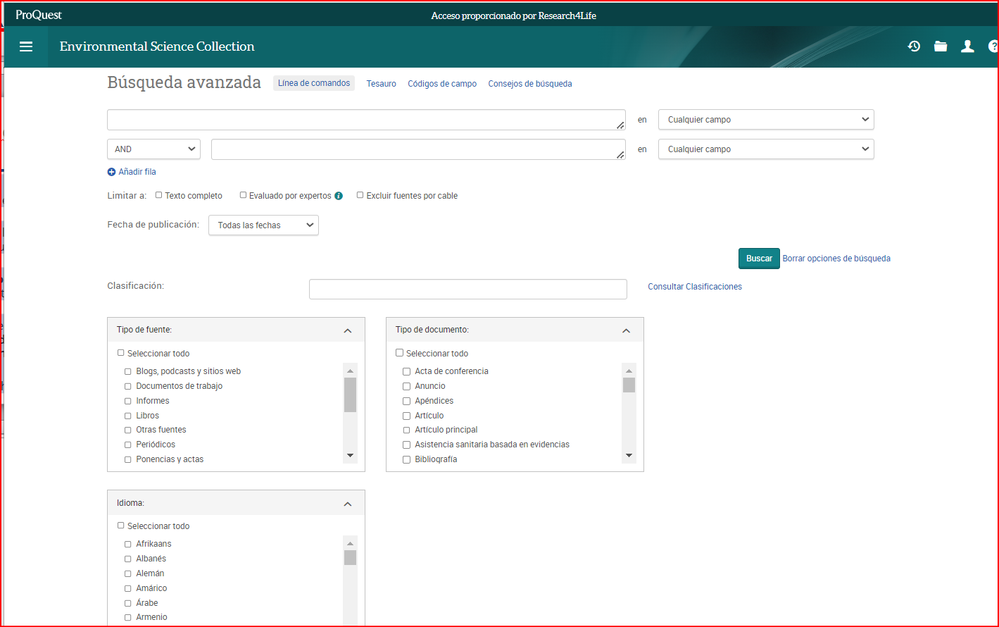 ProQuest
Acceso proporcionado por Research4Life
Environmental Science Collection
Búsqueda avanzada Línea de comandos Tesauro Códigos de campo Consejos de búsqueda
en Cualquier campo
AND en Cualquier campo
Añadir fila
Limitar a: Texto completo Evaluado por expertos Excluir fuentes por cable
Fecha de publicación: Todas las fechas
Buscar Borrar opciones de búsqueda
Clasificación: Consultar Clasificaciones
Tipo de fuente:
Seleccionar todo
Blogs, podcasts y sitios web
Documentos de trabajo
Informes
Libros
Otras fuentes
Periódicos
Ponencias y actas
Tipo de documento:
Seleccionar todo
Acta de conferencia
Anuncio
Apéndices
Artículo
Artículo principal
Asistencia sanitaria basada en evidencias
Bibliografía
Idioma:
Seleccionar todo
Afrikaans
Albanés
Alemán
Amárico
Árabe
Armenio